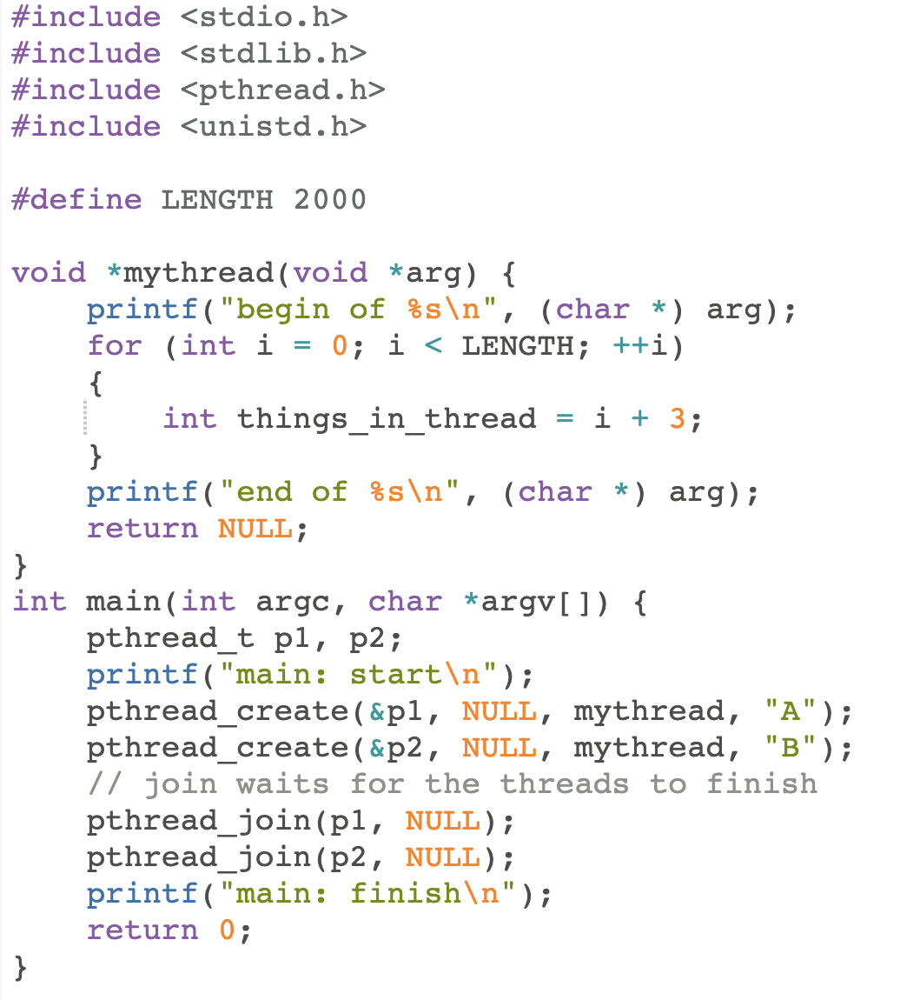 #include <stdio.h>
#include <stdlib.h>
#include <pthread.h>
#include <unistd.h>

#define LENGTH 2000

void *mythread(void *arg) {
    printf("begin of %s\n", (char *) arg);
    for (int i = 0; i < LENGTH; ++i)
    {
        int things_in_thread = i + 3;
    }
    printf("end of %s\n", (char *) arg);
    return NULL;
}
int main(int argc, char *argv[]) {
    pthread_t p1, p2;
    printf("main: start\n");
    pthread_create(&p1, NULL, mythread, "A");
    pthread_create(&p2, NULL, mythread, "B");
    // join waits for the threads to finish
    pthread_join(p1, NULL);
    pthread_join(p2, NULL);
    printf("main: finish\n");
    return 0;
}